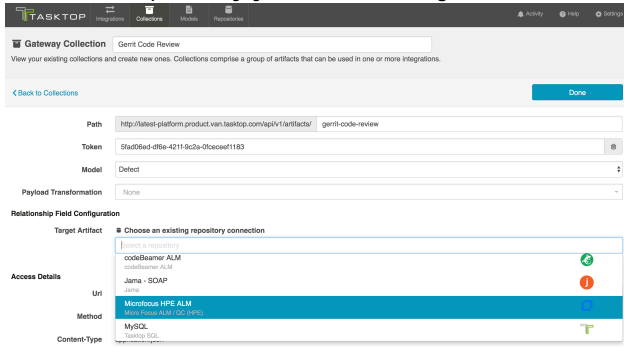 TASKTOP
Integrations
Collections
Models
Repositories
Activity
Help
Settings
Gateway Collection
Gerrit Code Review
View your existing collections and create new ones. Collections comprise a group of artifacts that can be used in one or more integrations.
Back to Collections
Done
Path
http://latest-platform.product.van.tasktop.com/api/v1/artifacts/
gerrit-code-review
Token
5fad06ed-df6e-421f-9c2a-0fceceef1183
Model
Defect
Payload Transformation
None
Relationship Field Configuration
Target Artifact
Choose an existing repository connection
Select a repository
codeBeamer ALM
codeBeamer ALM
Jama - SOAP
Jama
Access Details
Url
Microfocus HPE ALM
Micro Focus ALM / QC (HPE)
Method
MySQL
Tasktop SQL
Content-Type